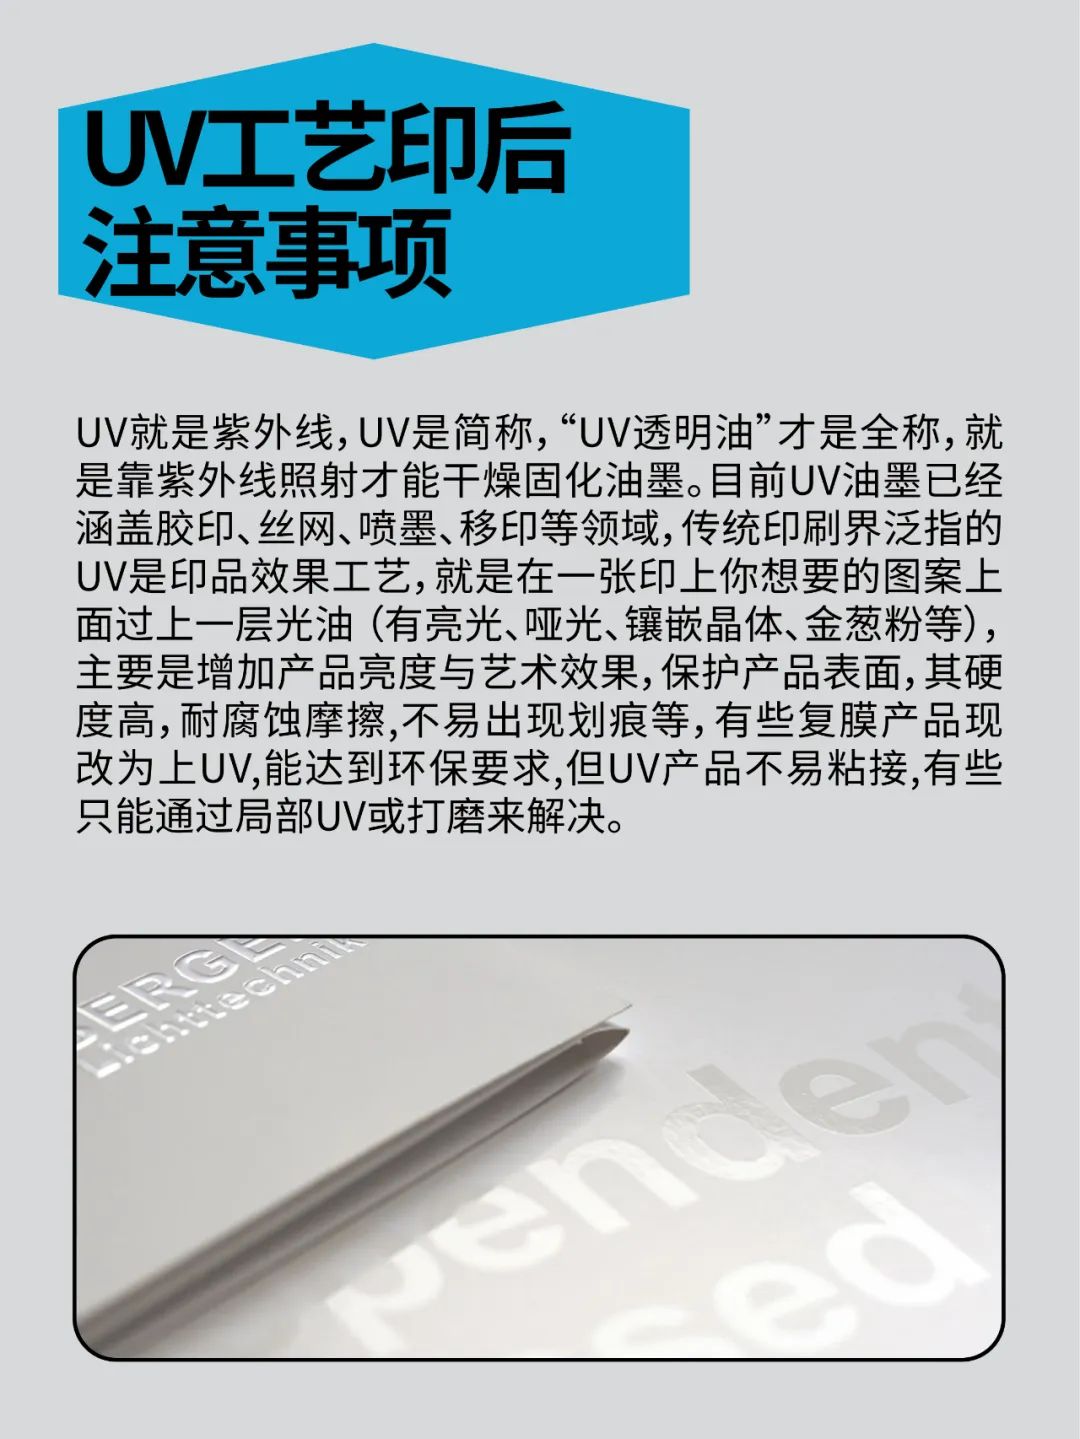 UV工艺印后
注意事项
UV就是紫外线，UV是简称，“UV透明油”才是全称，就
是靠紫外线照射才能干燥固化油墨。目前UV油墨已经
涵盖胶印、丝网、喷墨、移印等领域，传统印刷界泛指的
UV是印品效果工艺，就是在一张印上你想要的图案上
面过上一层光油（有亮光、哑光、镶嵌晶体、金葱粉等），
主要是增加产品亮度与艺术效果，保护产品表面，其硬
度高，耐腐蚀摩擦,不易出现划痕等，有些复膜产品现
改为上UV,能达到环保要求,但UV产品不易粘接,有些
只能通过局部UV或打磨来解决。
Lichttechnik
pendent
sed